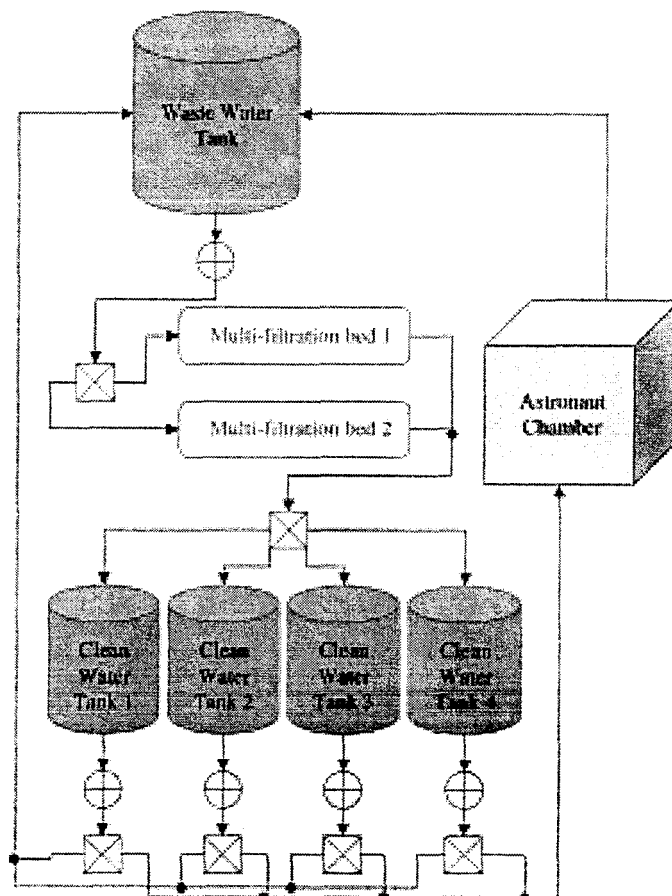 Waste Water
Tank
Multi-filtration bed 1
Multi-filtration bed 2
Astronaut
Chamber
Clean
Water
Tank 1
Clean
Water
Tank 2
Clean
Water
Tank 3
Clean
Water
Tank 4